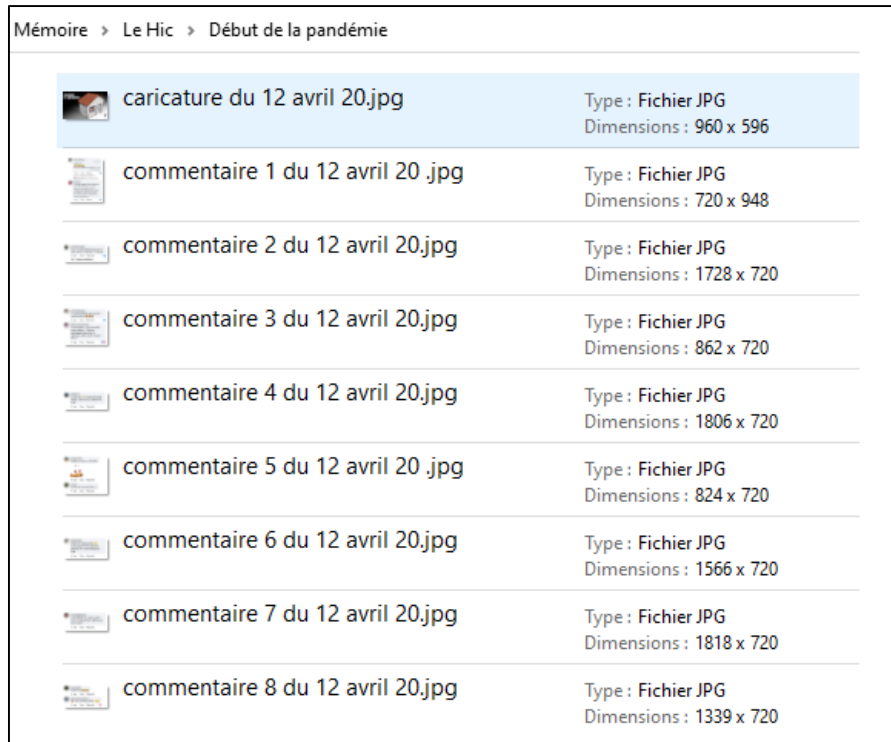 Mémoire > Le Hic > Début de la pandémie
caricature du 12 avril 20.jpg
Type : Fichier JPG
Dimensions : 960 x 596
commentaire 1 du 12 avril 20 .jpg
Type : Fichier JPG
Dimensions : 720 x 948
commentaire 2 du 12 avril 20.jpg
Type : Fichier JPG
Dimensions : 1728 x 720
commentaire 3 du 12 avril 20.jpg
Type : Fichier JPG
Dimensions : 862 x 720
commentaire 4 du 12 avril 20.jpg
Type : Fichier JPG
Dimensions : 1806 x 720
commentaire 5 du 12 avril 20 .jpg
Type : Fichier JPG
Dimensions : 824 x 720
commentaire 6 du 12 avril 20.jpg
Type : Fichier JPG
Dimensions : 1566 x 720
commentaire 7 du 12 avril 20.jpg
Type : Fichier JPG
Dimensions : 1818 x 720
commentaire 8 du 12 avril 20.jpg
Type : Fichier JPG
Dimensions : 1339 x 720